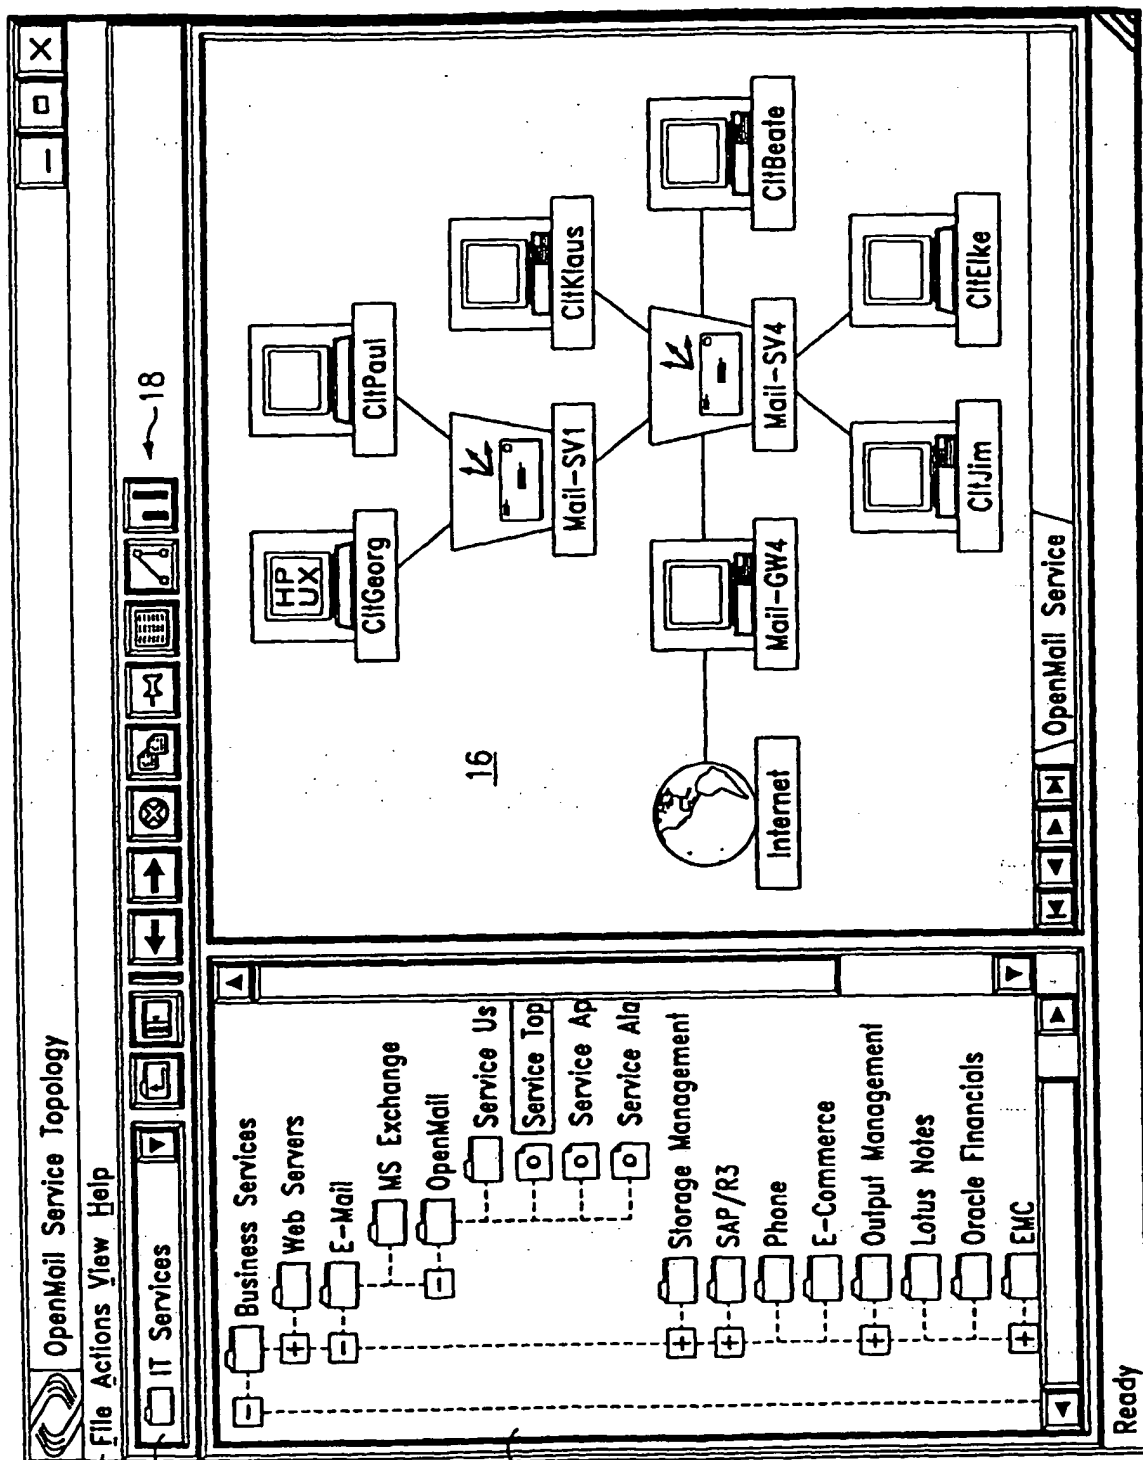 OpenMail Service Topology
File Actions View Help
IT Services
18
Business Services
Web Servers
E-Mail
MS Exchange
OpenMail
Service Us
Service Top
Service Ap
Service Ala
Storage Management
SAP/R3
Phone
E-Commerce
Output Management
Lotus Notes
Oracle Financials
EMC
16
HP
UX
CltGeorg
CltPaul
Mail-SV1
CltKlaus
Internet
Mail-GW4
Mail-SV4
CltBeate
CltJim
CltElke
OpenMail Service
Ready